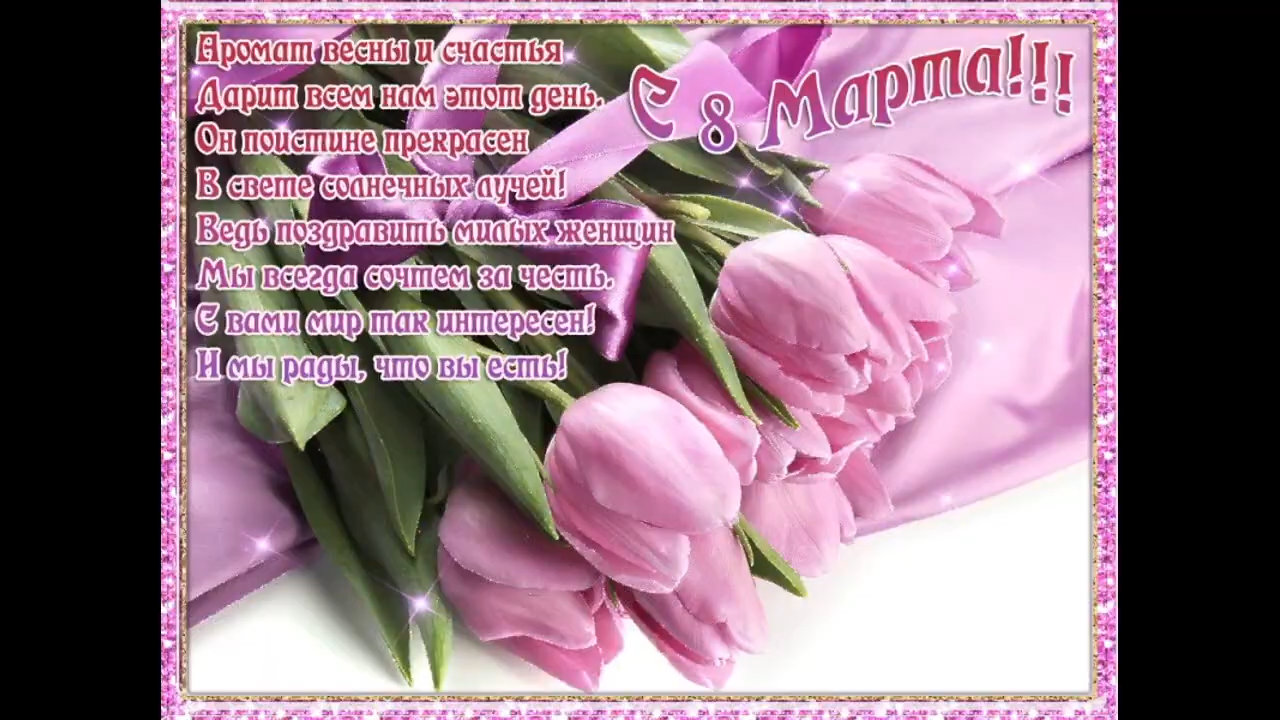 Аромат весны и счастья
Дарит всем нам этот день.
Он поистине прекрасен
В свете солнечных лучей!
Ведь поздравить милых женщин
Мы всегда сочтем за честь.
С вами мир так интересен!
И мы рады, что вы есть!
С 8 Марта!!!